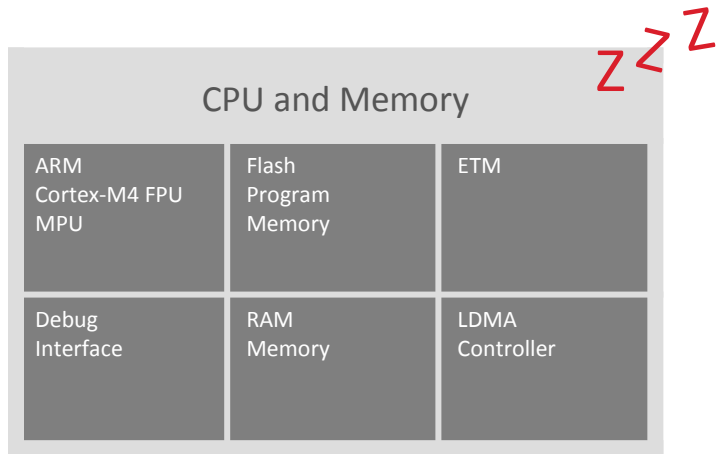 Z Z Z
CPU and Memory
ARM
Cortex-M4 FPU
MPU
Flash
Program
Memory
ETM
Debug
Interface
RAM
Memory
LDMA
Controller